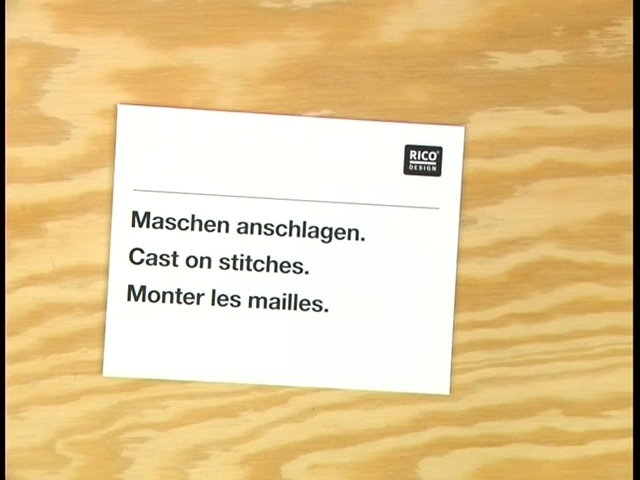 RICO
DESIGN
Maschen anschlagen.
Cast on stitches.
Monter les mailles.